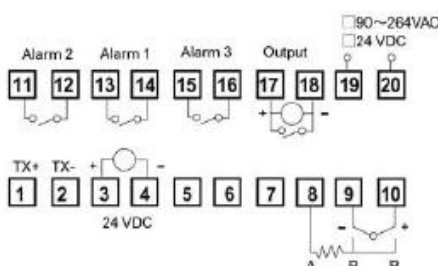 □90~264VAC
□24 VDC
Alarm 2 Alarm 1 Alarm 3 Output
11 12 13 14 15 16 17 18 19 20
+ −
TX+ TX- + −
1 2 3 4 5 6 7 8 9 10
24 VDC
− +
A B B